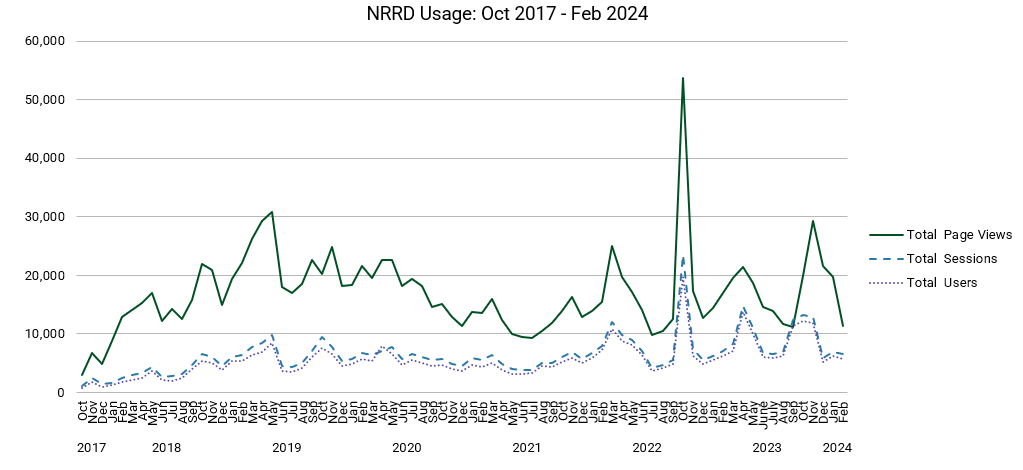 NRRD Usage: Oct 2017 - Feb 2024
60,000
50,000
40,000
30,000
20,000
10,000
0
Total Page Views
Total Sessions
Total Users
Oct Nov Dec Jan Feb Mar Apr May Jun Jul Aug Sep Oct Nov Dec Jan Feb Mar Apr May Jun Jul Aug Sep Oct Nov Dec Jan Feb Mar Apr May Jun Jul Aug Sep Oct Nov Dec Jan Feb Mar Apr May Jun Jul Aug Sep Oct Nov Dec Jan Feb Mar Apr May Jun Jul Aug Sep Oct Nov Dec Jan Feb Mar Apr May June July Aug Sep Oct Nov Dec Jan Feb
2017 2018 2019 2020 2021 2022 2023 2024